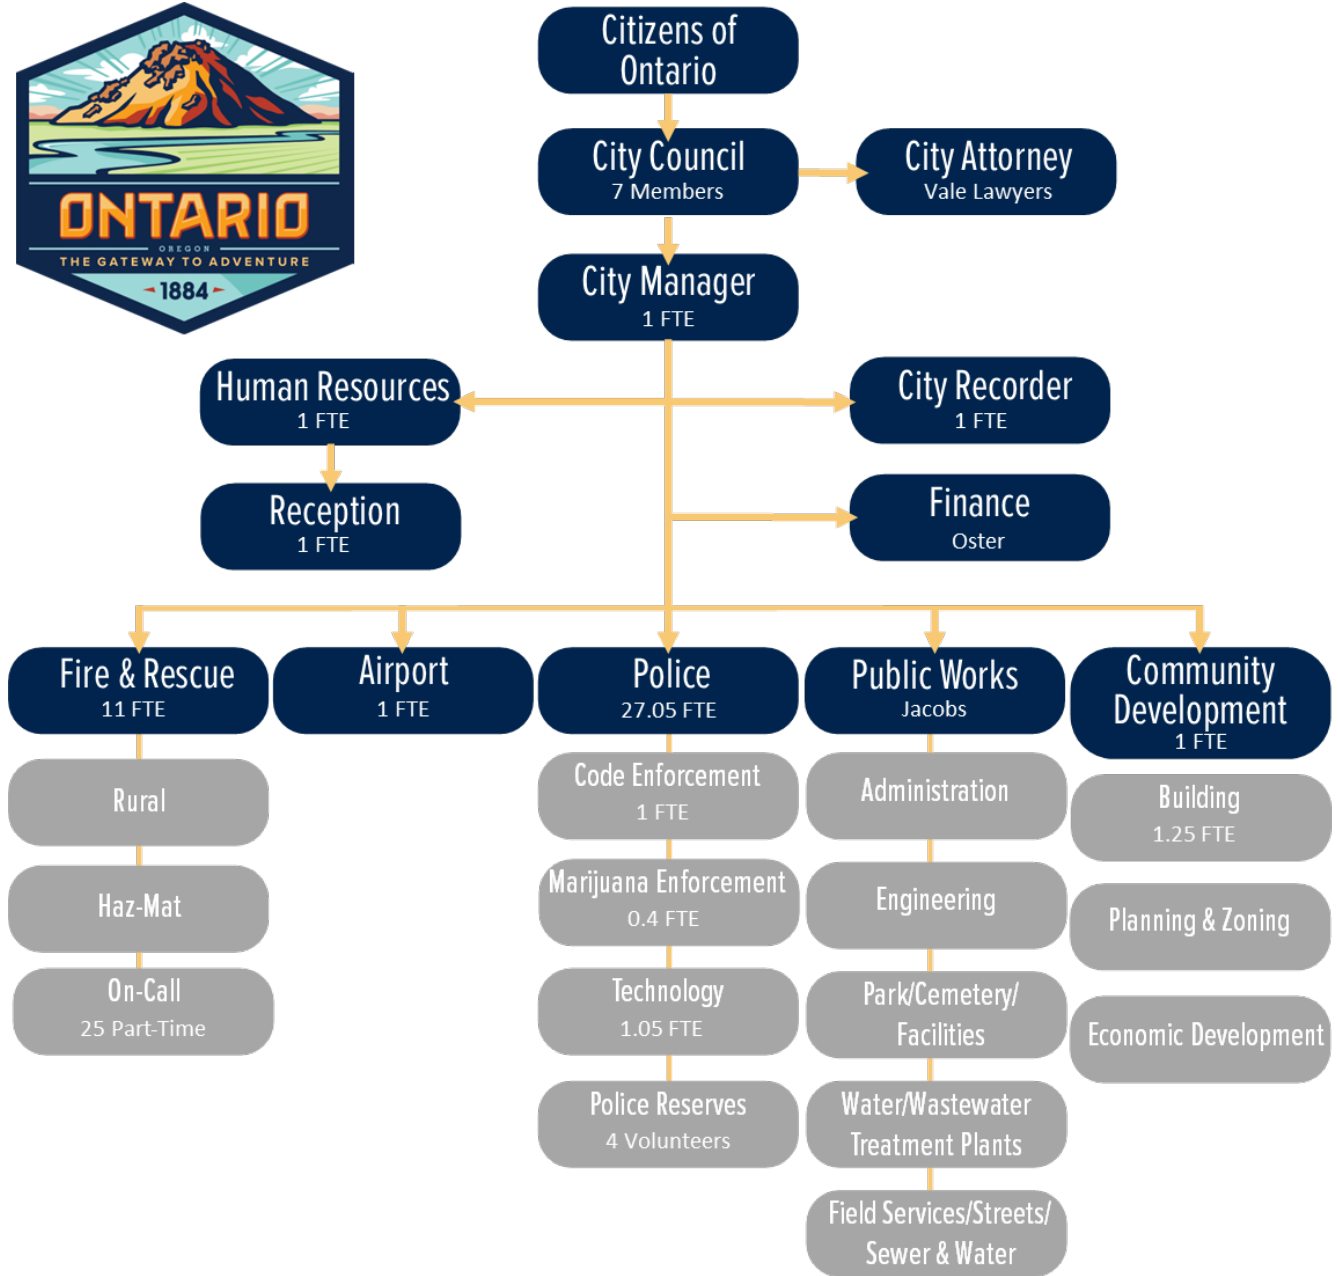 Citizens of
Ontario
City Council
7 Members
City Attorney
Vale Lawyers
ONTARIO
OREGON
THE GATEWAY TO ADVENTURE
1884
City Manager
1 FTE
Human Resources
1 FTE
City Recorder
1 FTE
Reception
1 FTE
Finance
Oster
Fire & Rescue
11 FTE
Airport
1 FTE
Police
27.05 FTE
Public Works
Jacobs
Community
Development
1 FTE
Rural
Haz-Mat
On-Call
25 Part-Time
Code Enforcement
1 FTE
Marijuana Enforcement
0.4 FTE
Technology
1.05 FTE
Police Reserves
4 Volunteers
Administration
Engineering
Park/Cemetery/
Facilities
Water/Wastewater
Treatment Plants
Field Services/Streets/
Sewer & Water
Building
1.25 FTE
Planning & Zoning
Economic Development